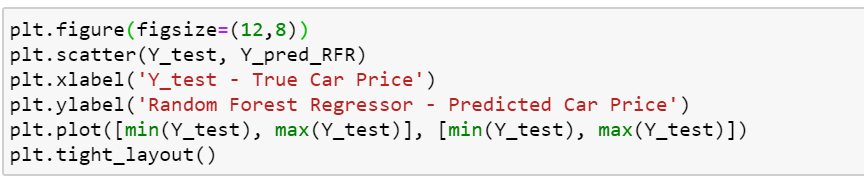 plt.figure(figsize=(12,8))
plt.scatter(Y_test, Y_pred_RFR)
plt.xlabel('Y_test - True Car Price')
plt.ylabel('Random Forest Regressor - Predicted Car Price')
plt.plot([min(Y_test), max(Y_test)], [min(Y_test), max(Y_test)])
plt.tight_layout()